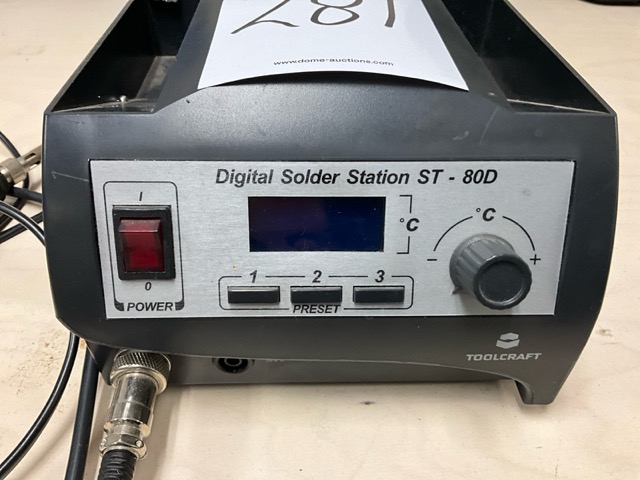 281
www.dome-auctions.com
Digital Solder Station ST - 80D
I
°C
°C
- +
0
1 2 3
POWER
PRESET
TOOLCRAFT